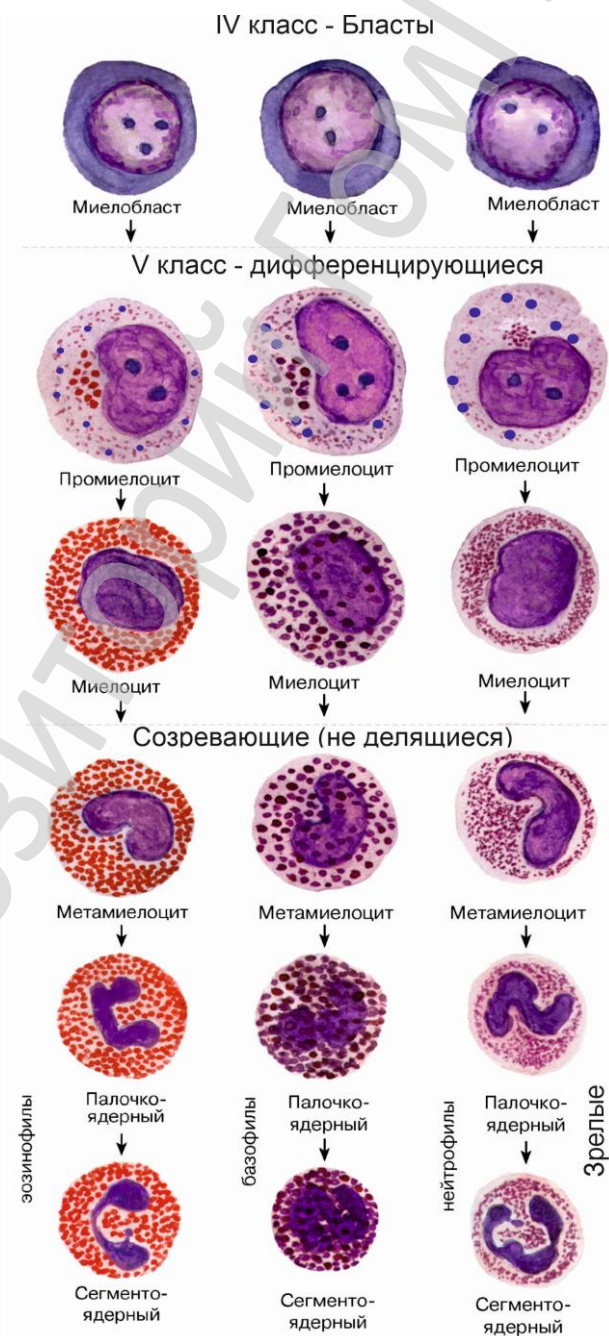 IV класс - Бласты
Миелобласт
Миелобласт
Миелобласт
V класс - дифференцирующиеся
Промиелоцит
Промиелоцит
Промиелоцит
Миелоцит
Миелоцит
Миелоцит
Созревающие (не делящиеся)
Метамиелоцит
Метамиелоцит
Метамиелоцит
эозинофилы
Палочко-
ядерный
базофилы
Палочко-
ядерный
нейтрофилы
Палочко-
ядерный
Зрелые
Сегменто-
ядерный
Сегменто-
ядерный
Сегменто-
ядерный